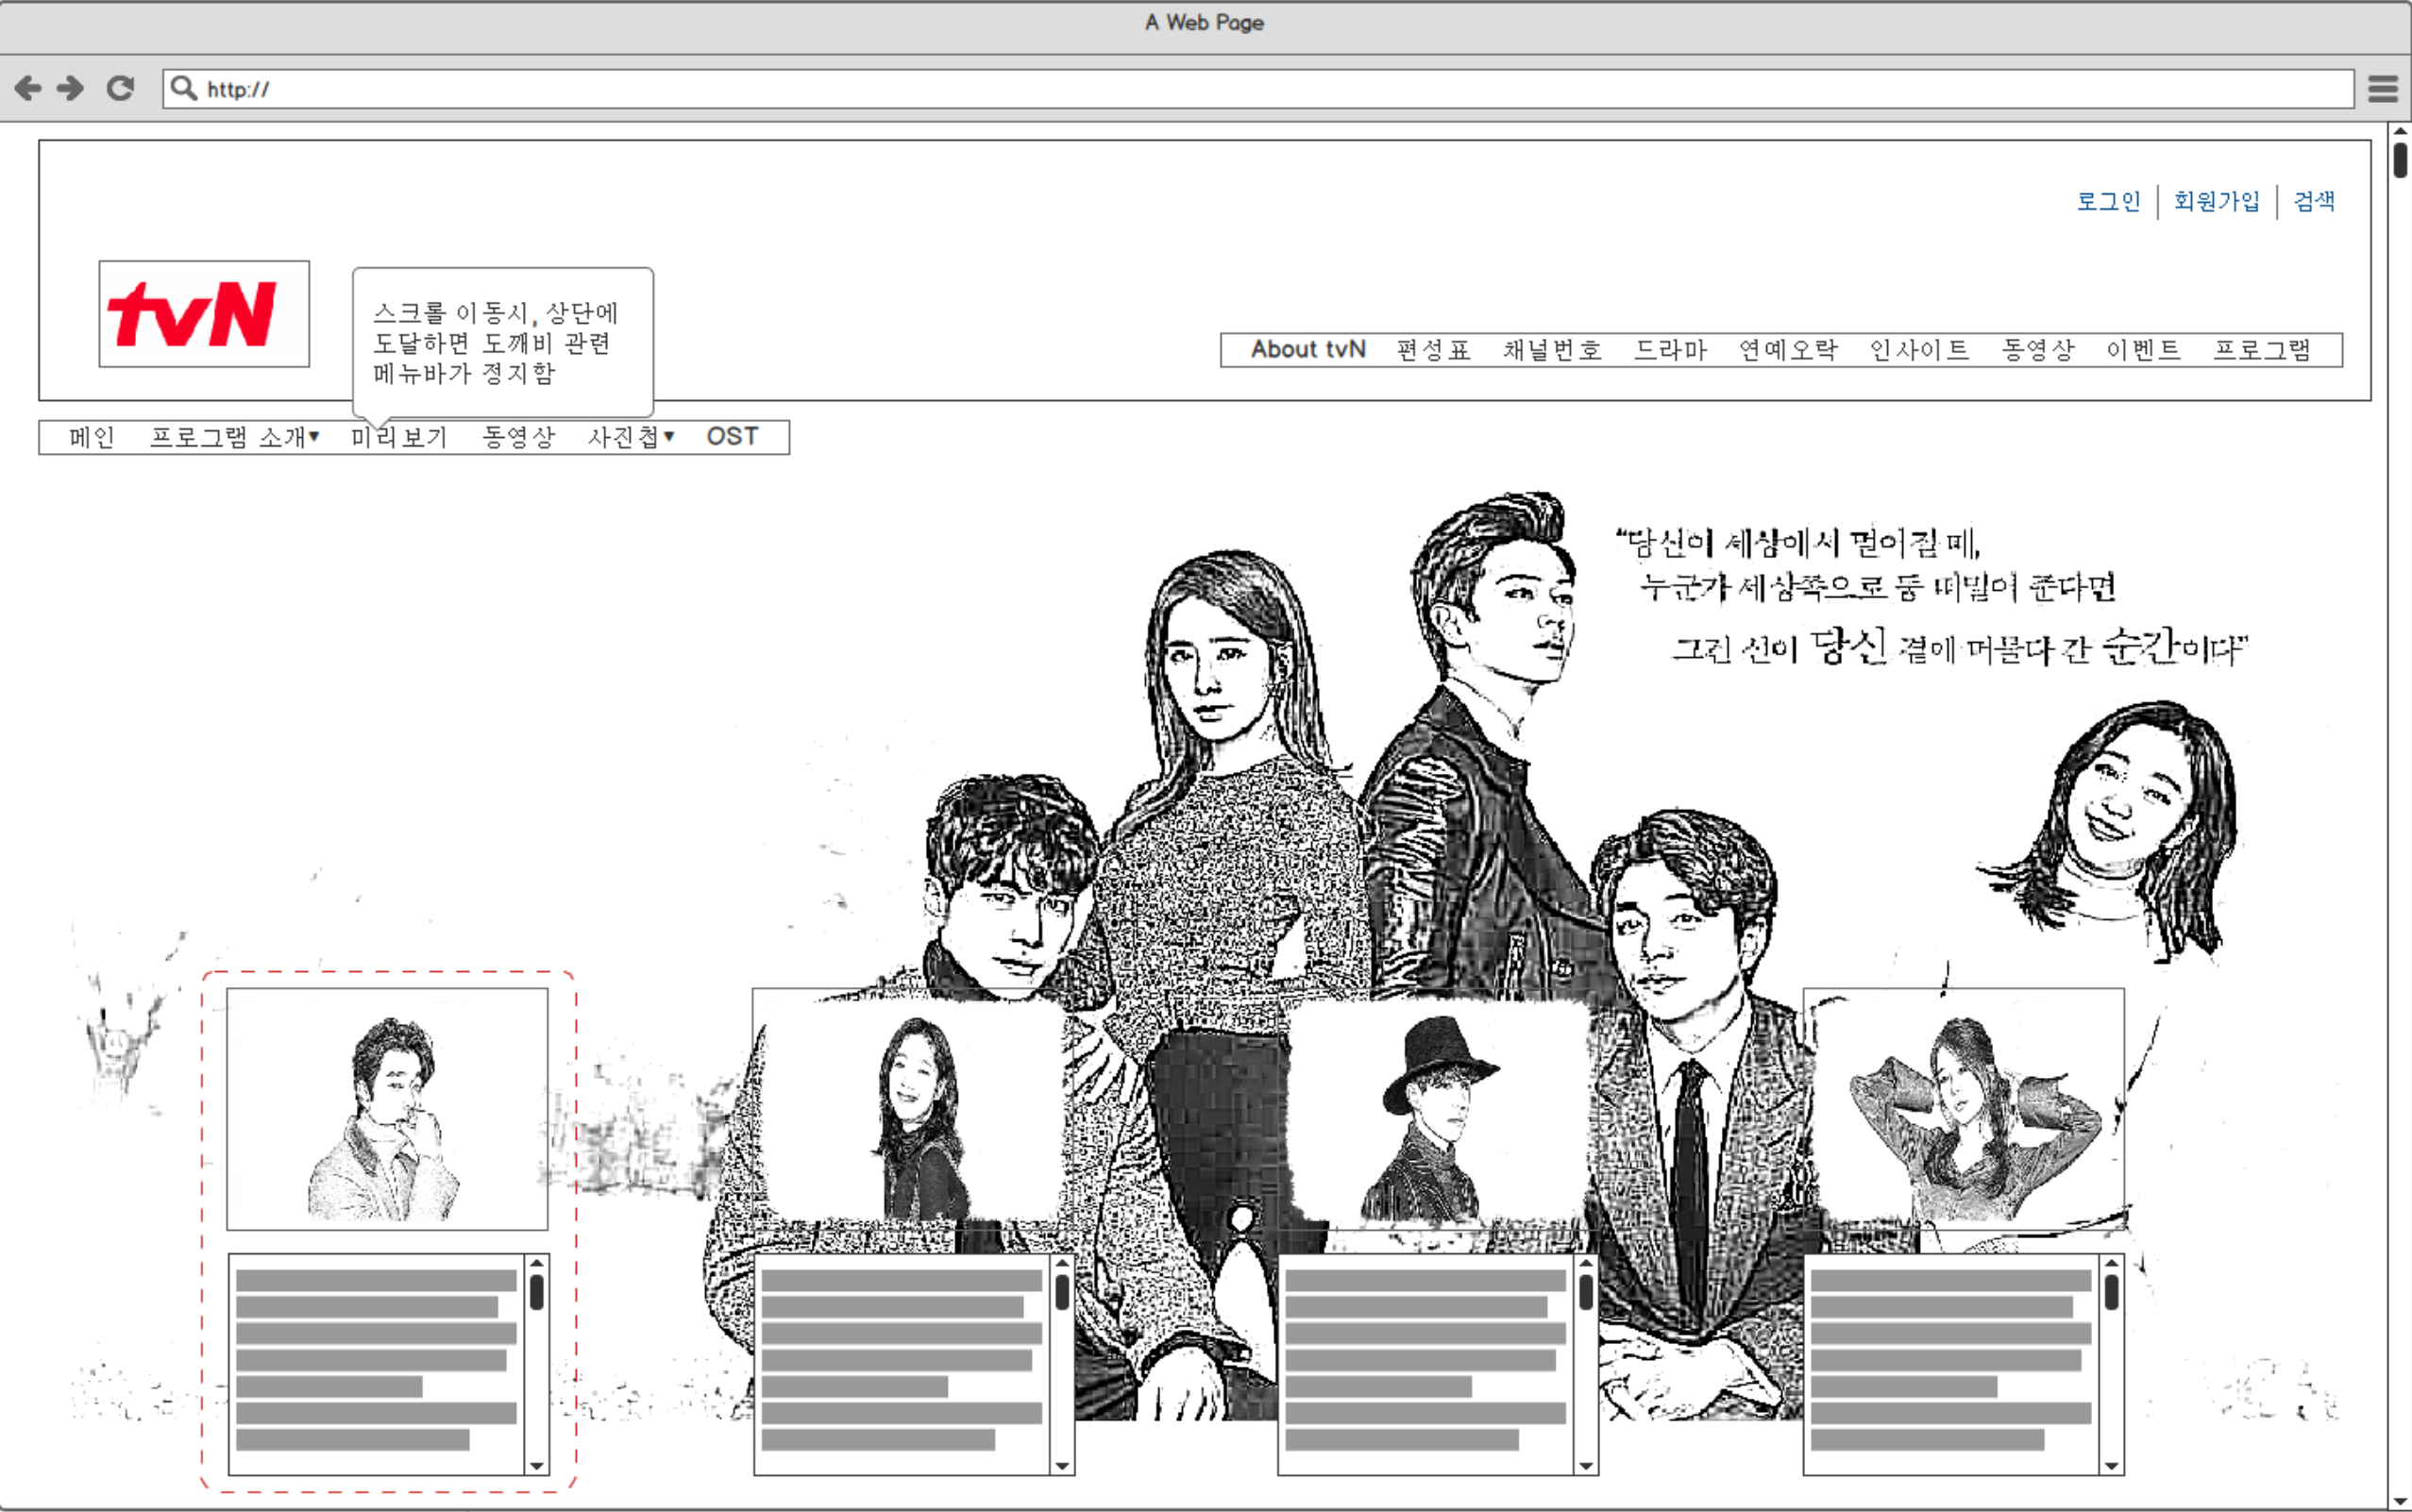 A Web Page
http://
로그인 회원가입 검색
tvN
스크롤 이동시, 상단에
도달하면 도깨비 관련
메뉴바가 정지함
About tvN 편성표 채널번호 드라마 연예오락 인사이트 동영상 이벤트 프로그램
메인 프로그램 소개▾ 미리보기 동영상 사진첩▾ OST
“당신이 세상에서 멀어질 때,
누군가 세상쪽으로 등 떠밀어 준다면
그건 신이 당신 곁에 머물다 간 순간이다”